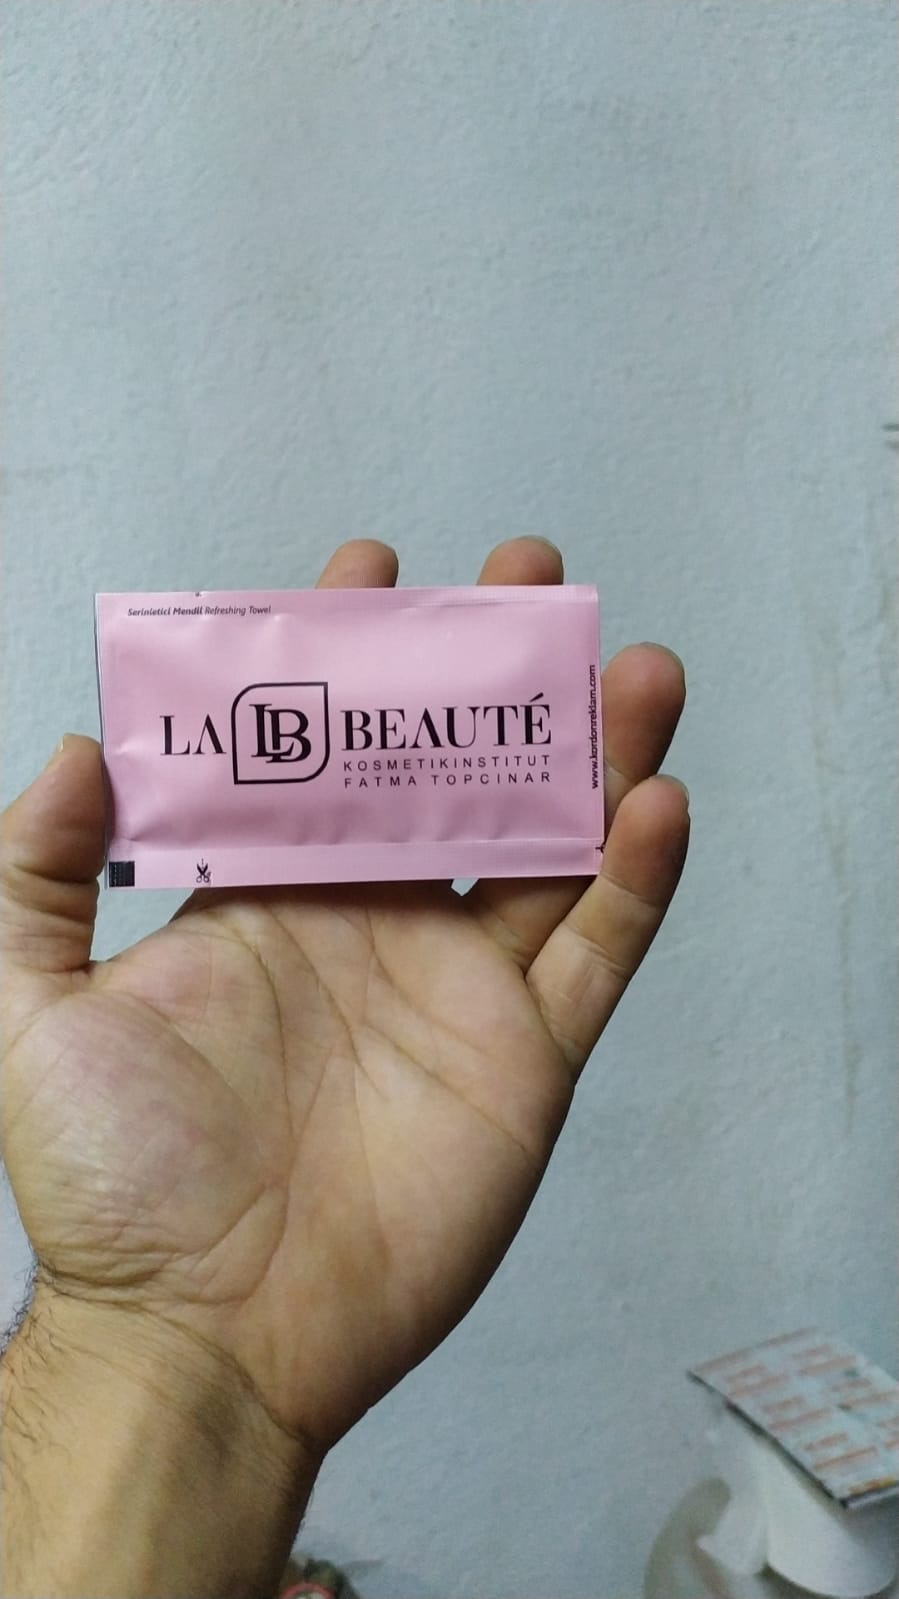 Serinletici Mendil Refreshing Towel
LA LB BEAUTÉ
KOSMETIKINSTITUT
FATMA TOPCINAR
www.kordonreklam.com